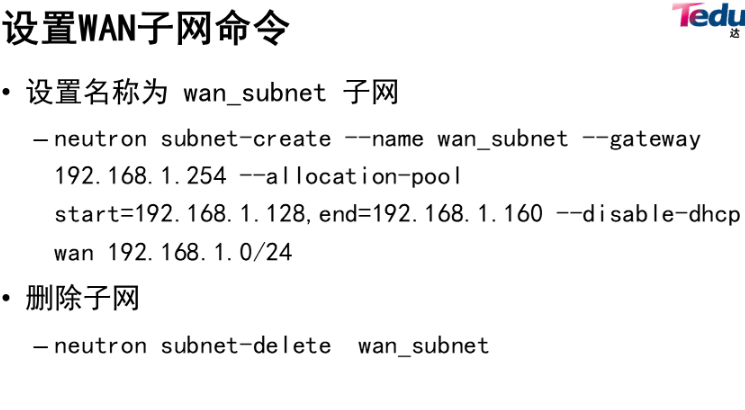 设置WAN子网命令
Tedu
达
• 设置名称为 wan_subnet 子网
– neutron subnet-create --name wan_subnet --gateway
192.168.1.254 --allocation-pool
start=192.168.1.128,end=192.168.1.160 --disable-dhcp
wan 192.168.1.0/24
• 删除子网
– neutron subnet-delete  wan_subnet